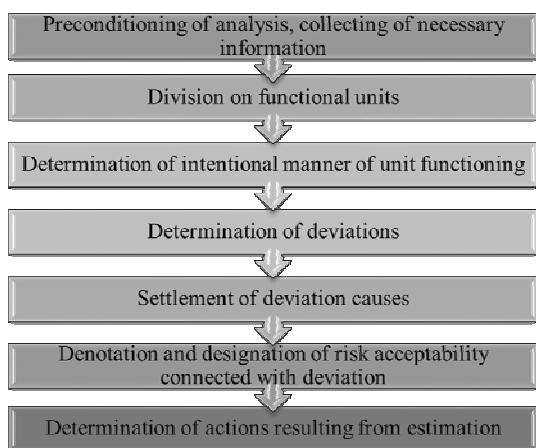 Preconditioning of analysis, collecting of necessary
information
Division on functional units
Determination of intentional manner of unit functioning
Determination of deviations
Settlement of deviation causes
Denotation and designation of risk acceptability
connected with deviation
Determination of actions resulting from estimation